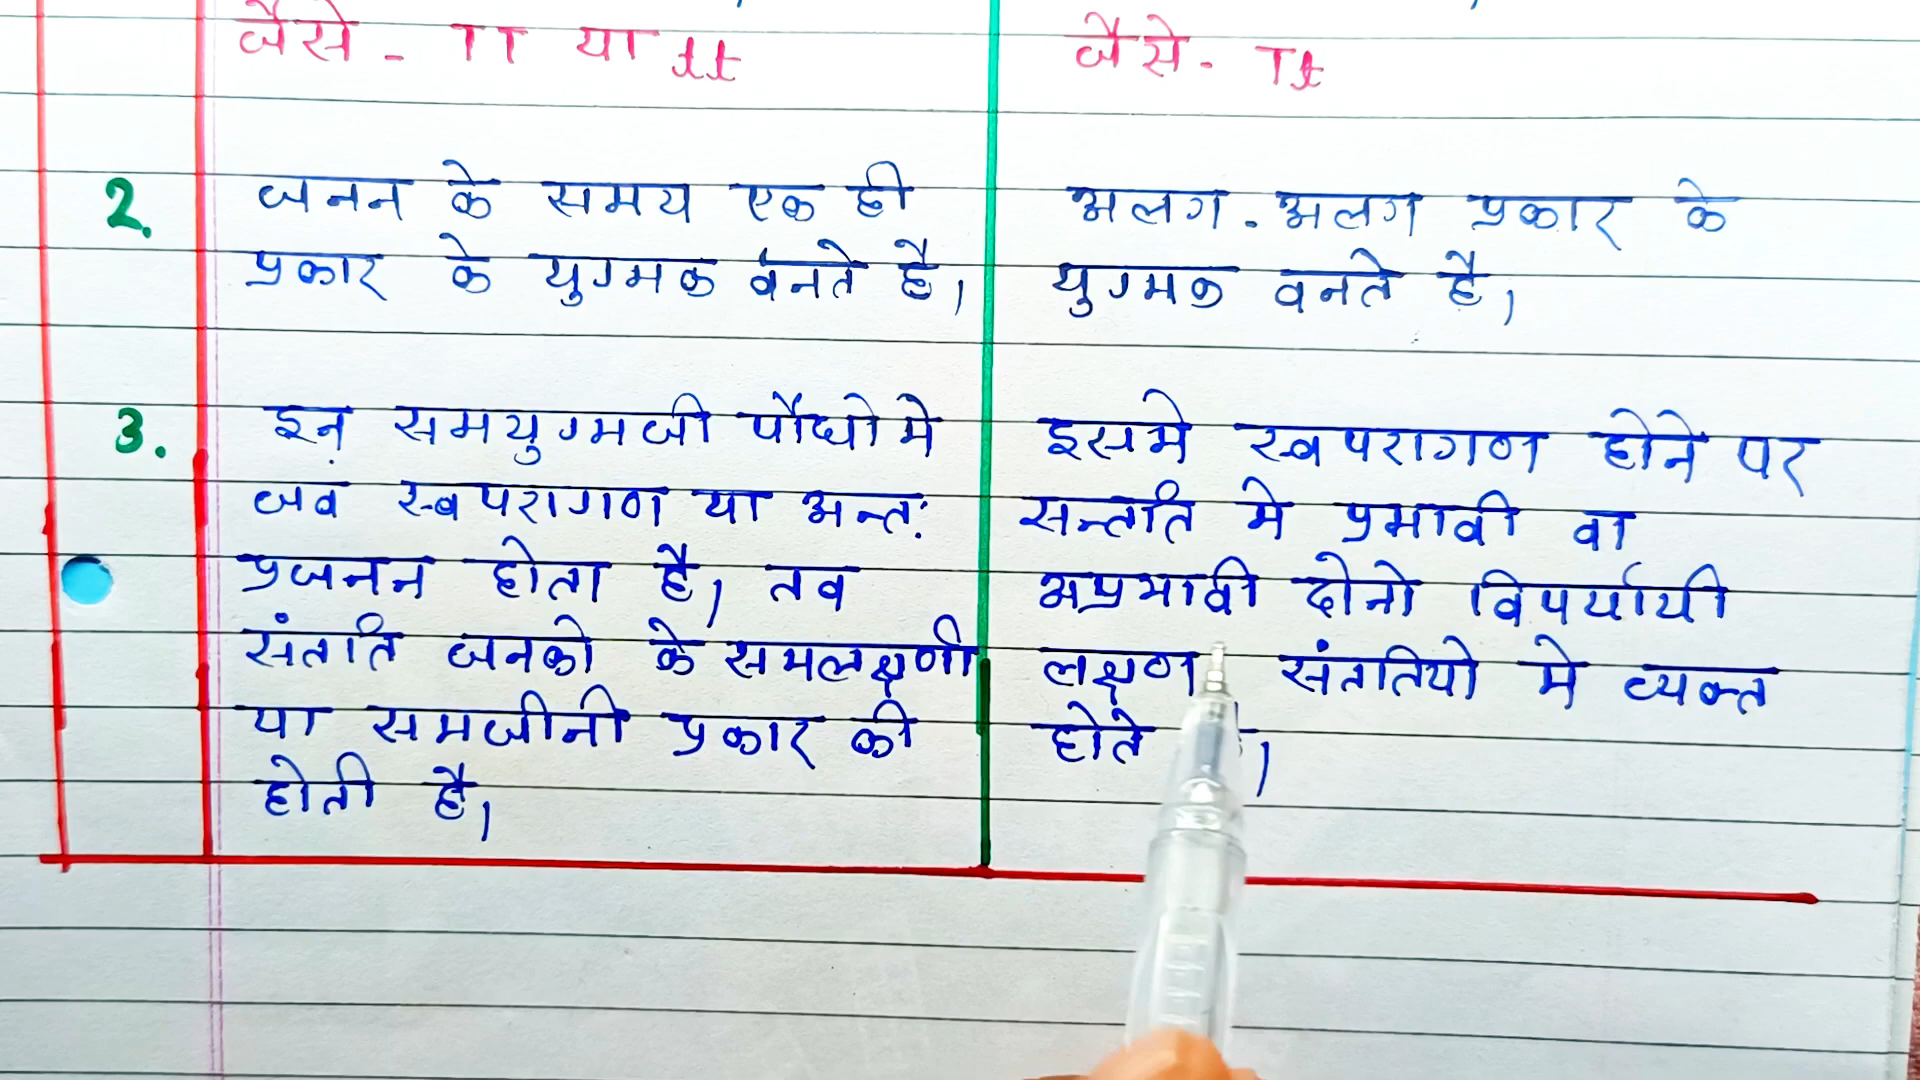 जैसे - TT या tt
2. जनन के समय एक ही
प्रकार के युग्मक बनते है।
3. इन समयुग्मजी पौधो मे
जब स्वपरागण या अन्त:
प्रजनन होता है। तब
संतति जनको के समलक्षणी
या समजीनी प्रकार की
होती है।
जैसे - Tt
अलग - अलग प्रकार के
युग्मक बनते है।
इसमे स्वपरागण होने पर
सन्तति मे प्रभावी वा
अप्रभावी दोनो विपर्यायी
लक्षण संततियो मे व्यक्त
होते ।